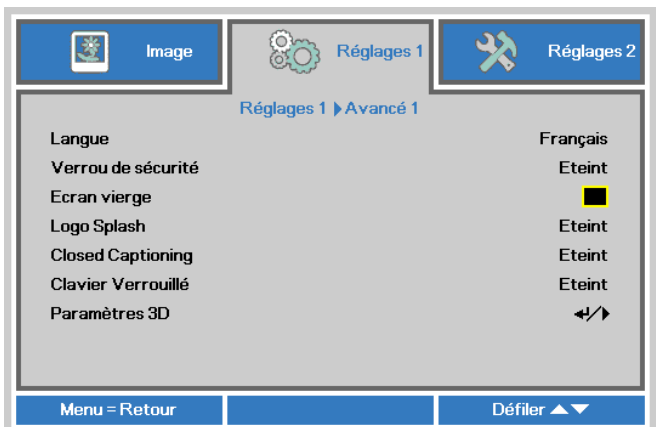 Image
Réglages 1
Réglages 2
Réglages 1 Avancé 1
Langue Français
Verrou de sécurité Eteint
Ecran vierge
Logo Splash Eteint
Closed Captioning Eteint
Clavier Verrouillé Eteint
Paramètres 3D
Menu = Retour
Défiler